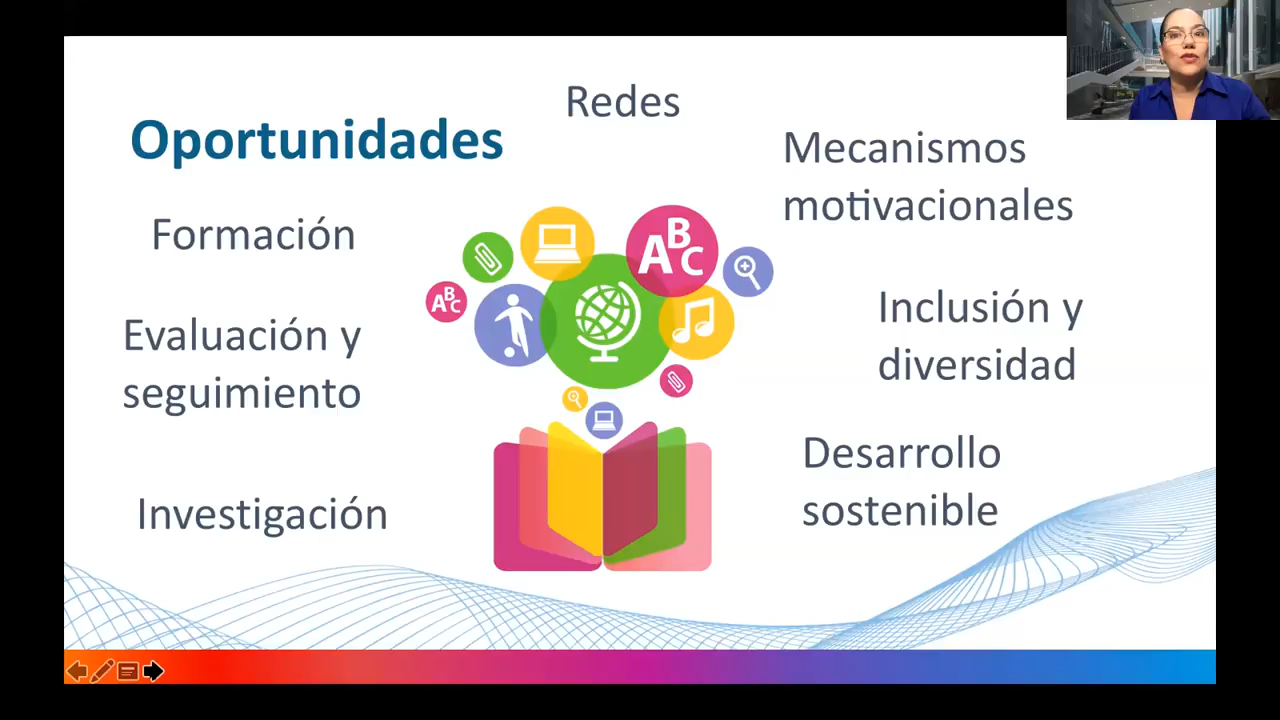 Oportunidades
Redes
Mecanismos
motivacionales
Formación
Evaluación y
seguimiento
Inclusión y
diversidad
Investigación
Desarrollo
sostenible
A
B
C
A
B
C